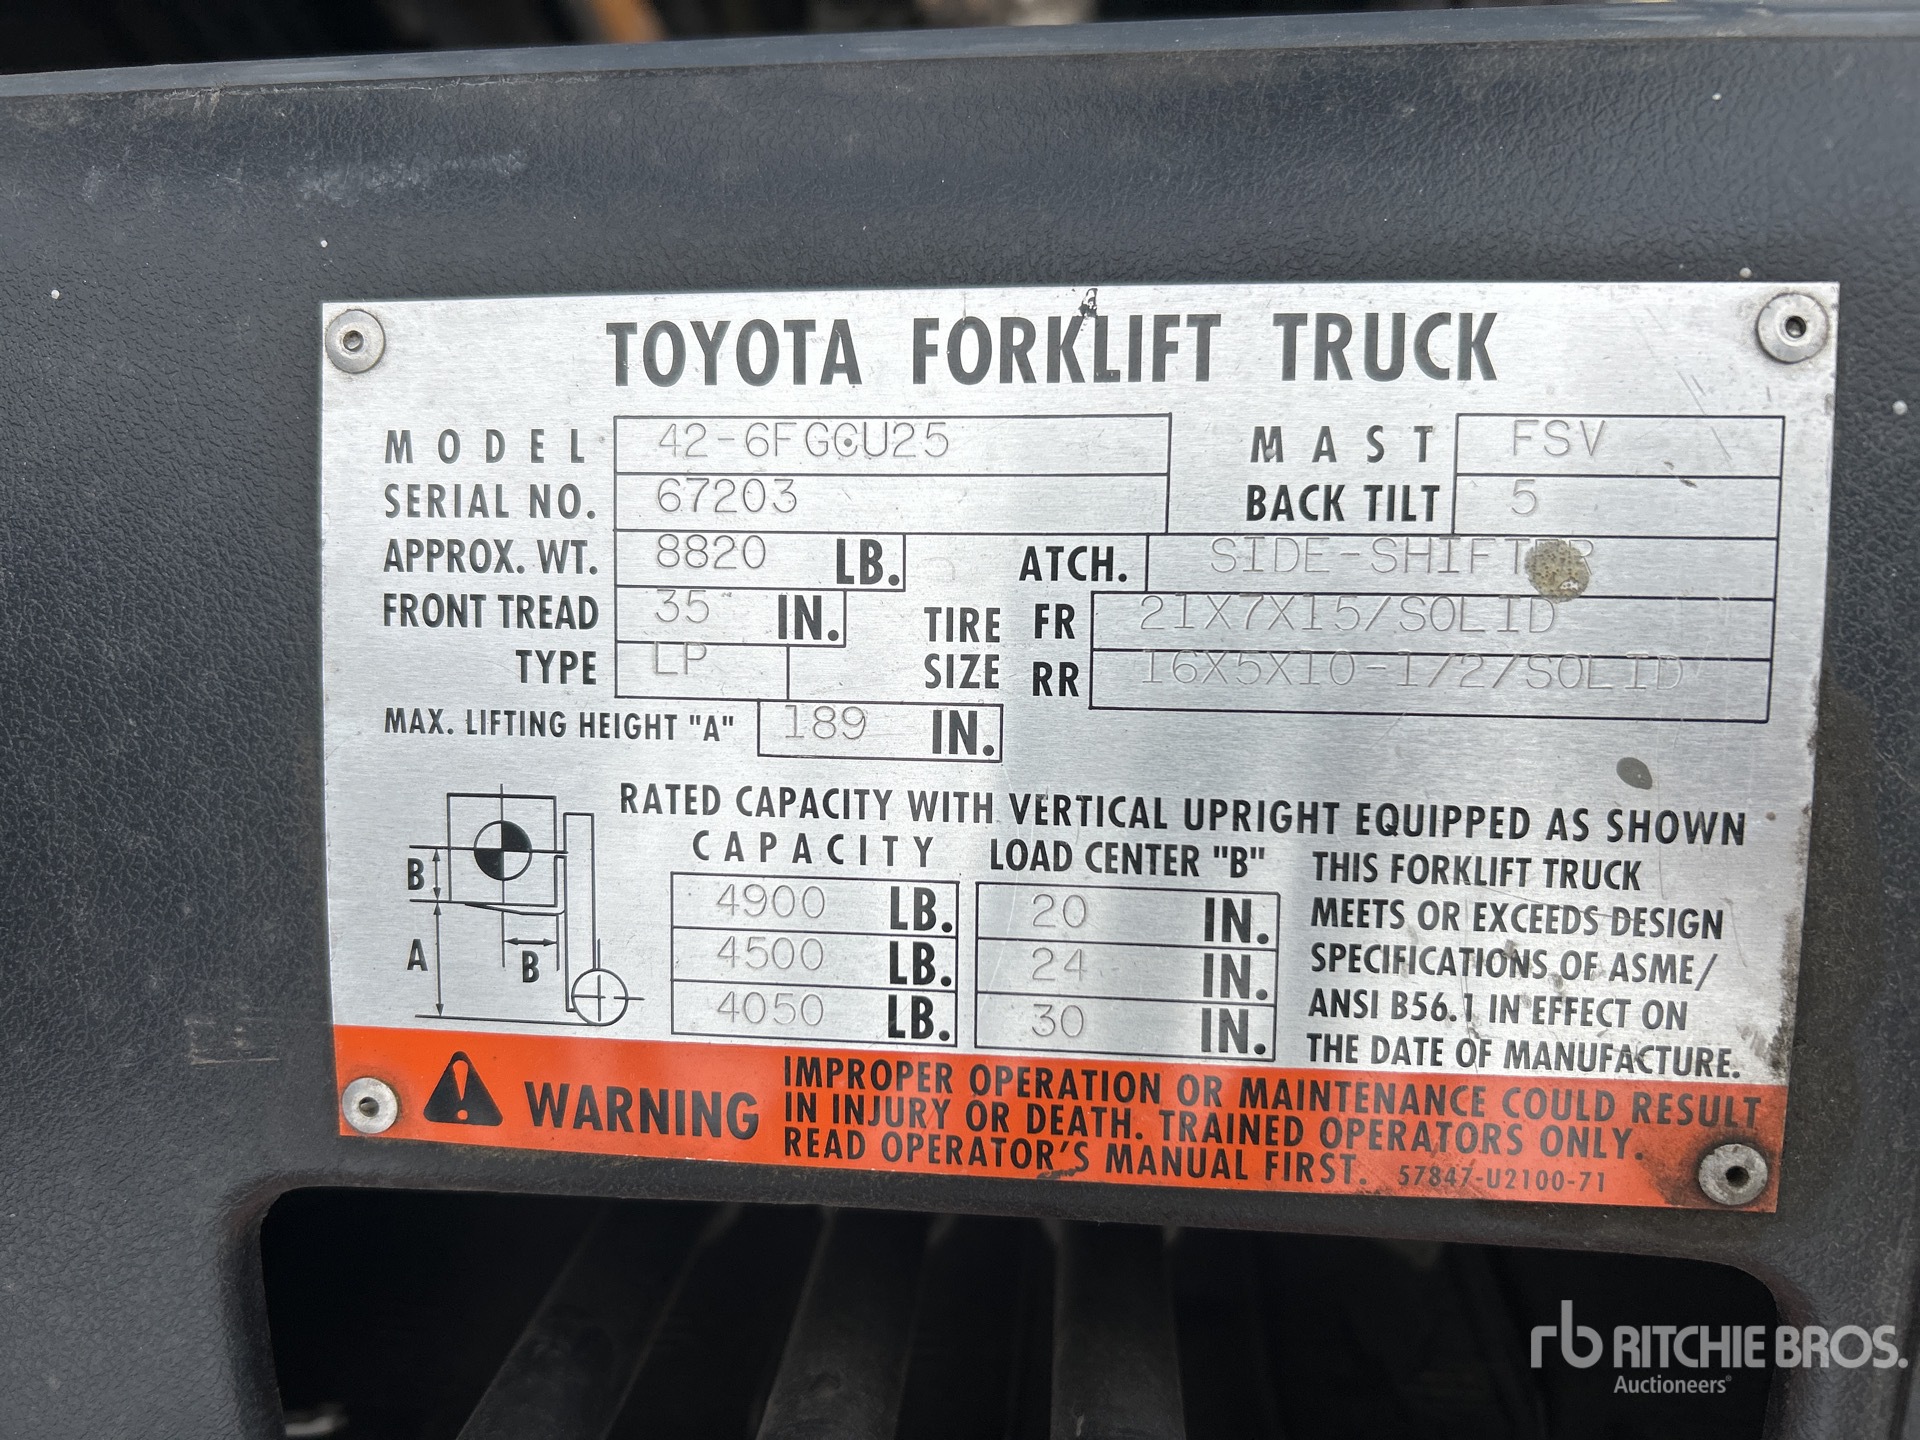 TOYOTA FORKLIFT TRUCK
MODEL 42-6FGCU25 MAST FSV
SERIAL NO. 67203 BACK TILT 5
APPROX. WT. 8820 LB. ATCH. SIDE-SHIFTER
FRONT TREAD 35 IN. TIRE SIZE FR 21X7X15/SOLID
TYPE LP RR 16X5X10-1/2/SOLID
MAX. LIFTING HEIGHT "A" 189 IN.
RATED CAPACITY WITH VERTICAL UPRIGHT EQUIPPED AS SHOWN
CAPACITY LOAD CENTER "B"
4900 LB. 20 IN.
4500 LB. 24 IN.
4050 LB. 30 IN.
B
A
B
THIS FORKLIFT TRUCK
MEETS OR EXCEEDS DESIGN
SPECIFICATIONS OF ASME/
ANSI B56.1 IN EFFECT ON
THE DATE OF MANUFACTURE.
WARNING
IMPROPER OPERATION OR MAINTENANCE COULD RESULT
IN INJURY OR DEATH. TRAINED OPERATORS ONLY.
READ OPERATOR'S MANUAL FIRST. 57847-U2100-71
rb RITCHIE BROS.
Auctioneers®